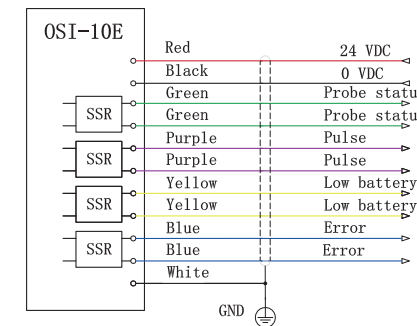 OSI-10E
Red 24 VDC
Black 0 VDC
Green Probe statu
SSR
Green Probe statu
Purple Pulse
SSR
Purple Pulse
Yellow Low battery
SSR
Yellow Low battery
Blue Error
SSR
Blue Error
White
GND